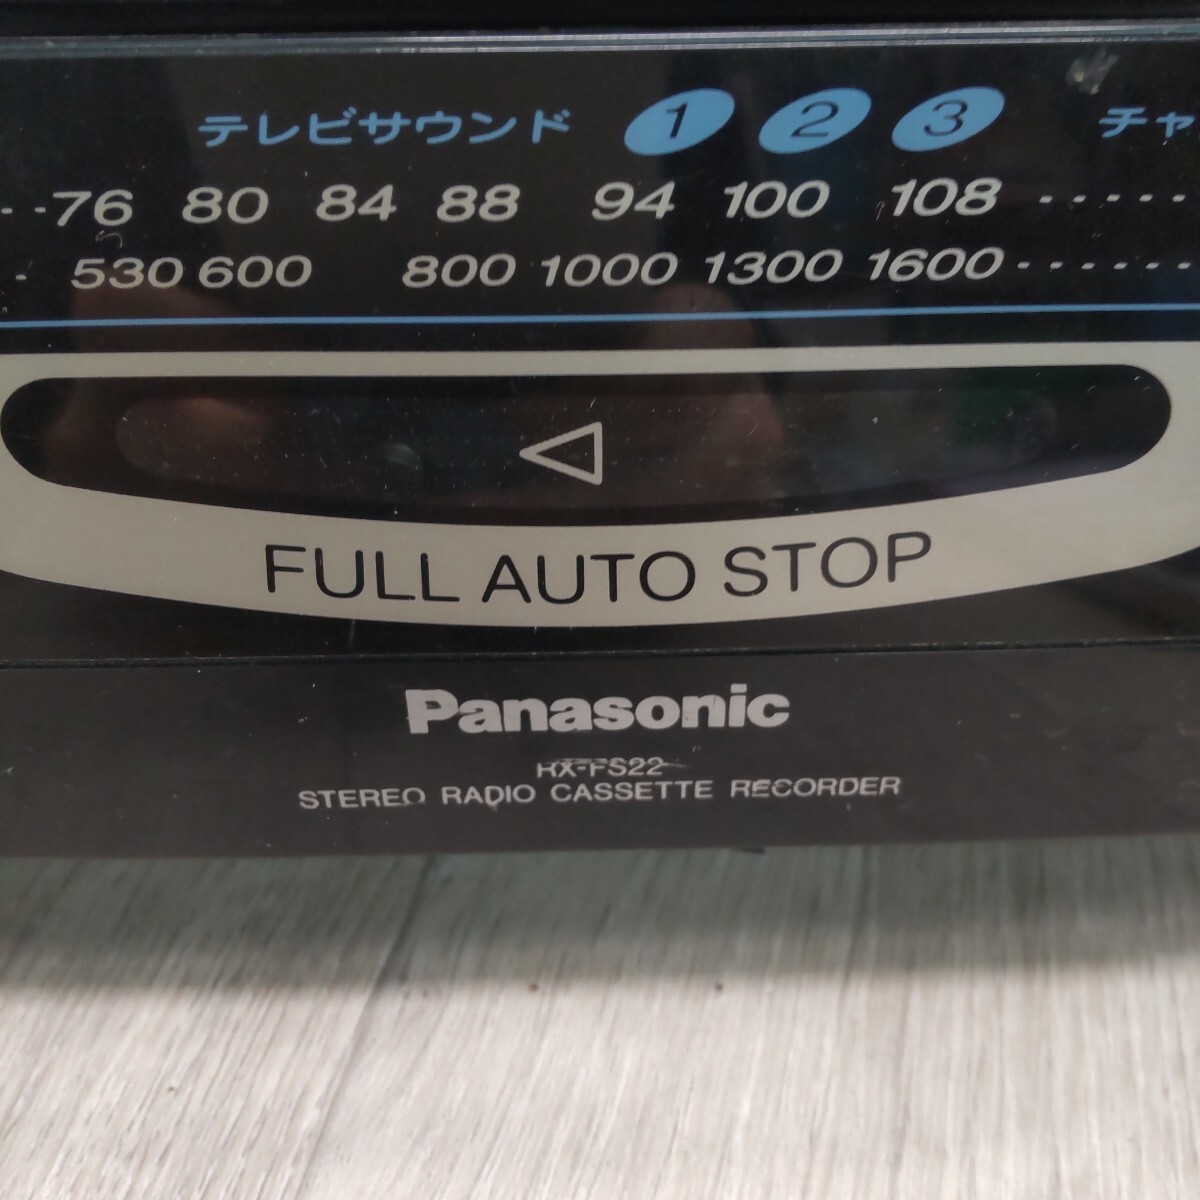 テレビサウンド 1 2 3 チャ
76 80 84 88 94 100 108
530 600 800 1000 1300 1600
FULL AUTO STOP
Panasonic
RX-FS22
STEREO RADIO CASSETTE RECORDER